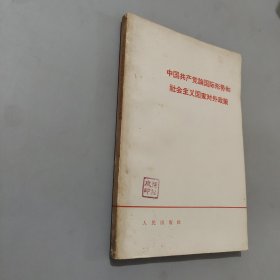 中国共产党論国际形势和
社会主义国家对外政策
人民出版社